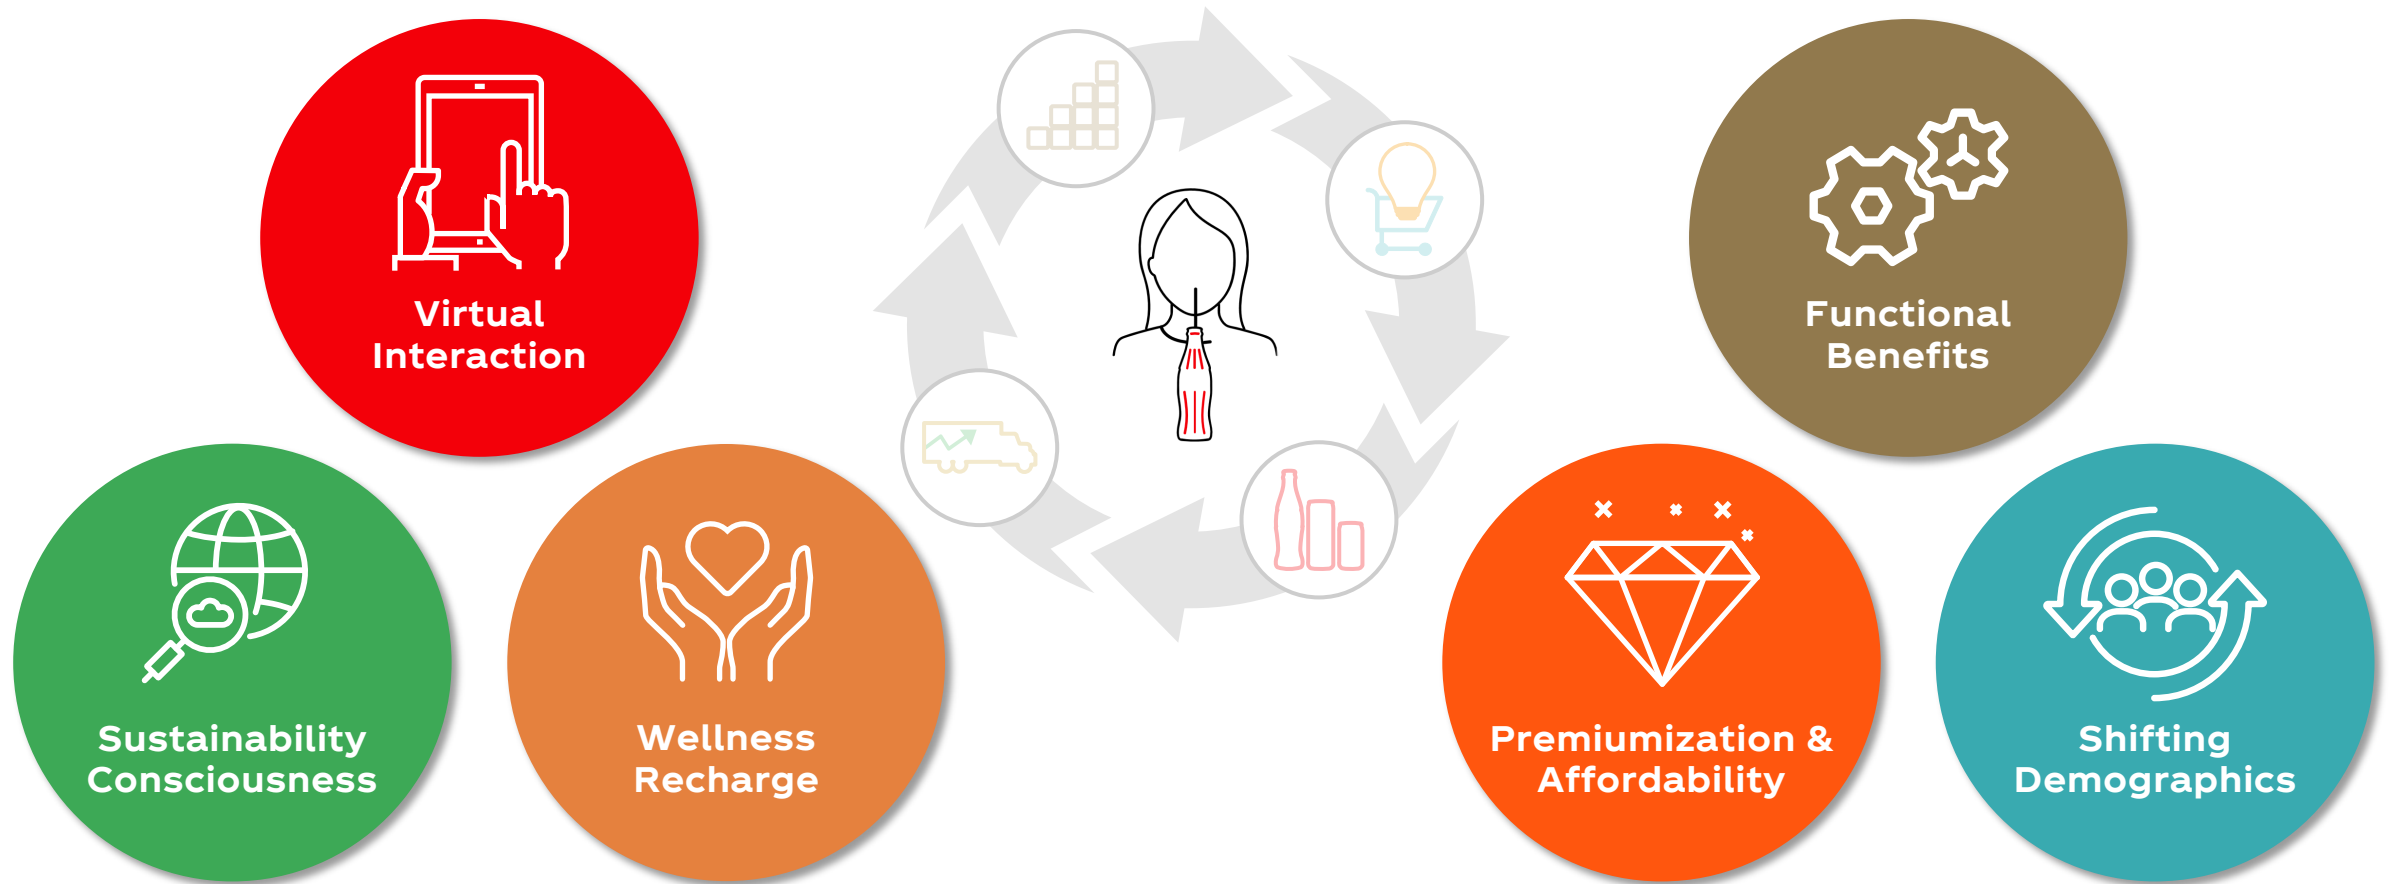 Virtual
Interaction
Functional
Benefits
Sustainability
Consciousness
Wellness
Recharge
Premiumization &
Affordability
Shifting
Demographics